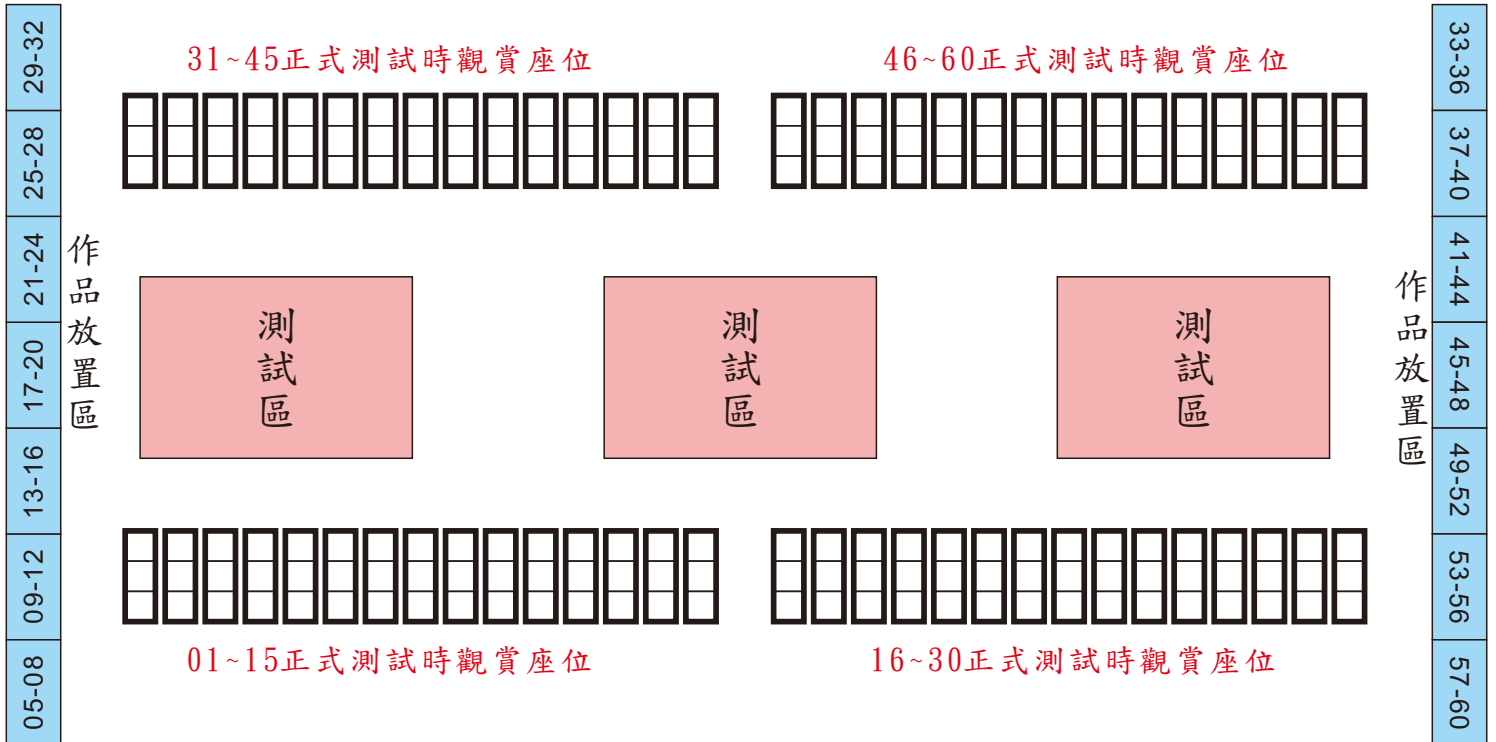 29-32
25-28
21-24
17-20
13-16
09-12
05-08
作品放置區
31~45正式測試時觀賞座位
46~60正式測試時觀賞座位
測試區
測試區
測試區
01~15正式測試時觀賞座位
16~30正式測試時觀賞座位
作品放置區
33-36
37-40
41-44
45-48
49-52
53-56
57-60